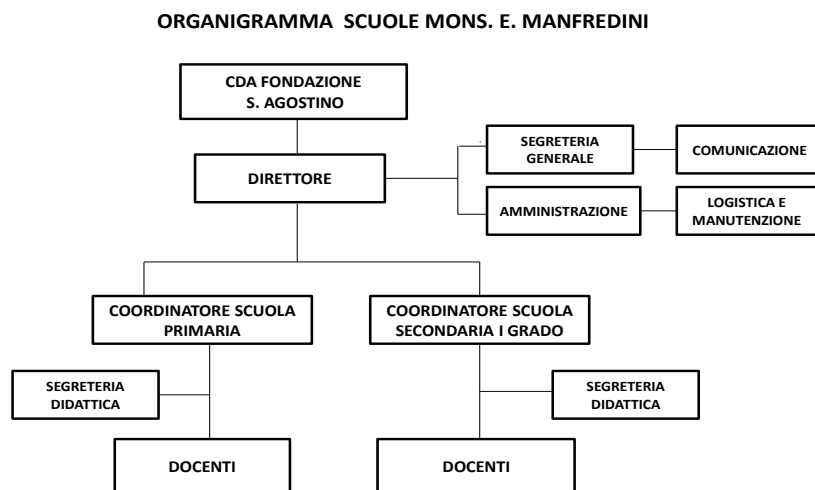 ORGANIGRAMMA SCUOLE MONS. E. MANFREDINI
CDA FONDAZIONE
S. AGOSTINO
SEGRETERIA
GENERALE
COMUNICAZIONE
DIRETTORE
AMMINISTRAZIONE
LOGISTICA E
MANUTENZIONE
COORDINATORE SCUOLA
PRIMARIA
COORDINATORE SCUOLA
SECONDARIA I GRADO
SEGRETERIA
DIDATTICA
SEGRETERIA
DIDATTICA
DOCENTI
DOCENTI